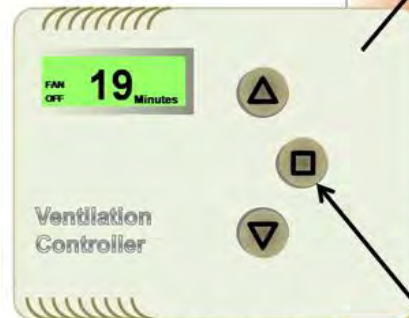 FAN
OFF
19 Minutes
Ventilation
Controller